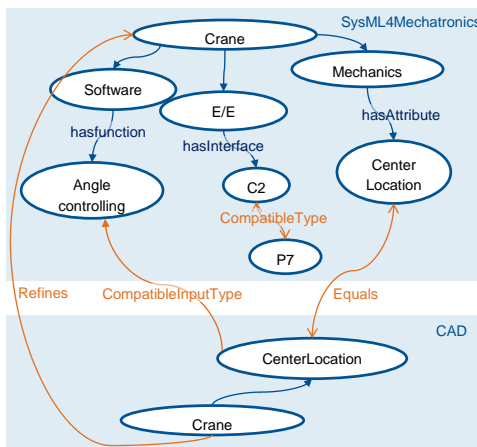 SysML4Mechatronics
Crane
Mechanics
Software
E/E
hasfunction
hasInterface
hasAttribute
Angle
controlling
C2
Center
Location
CompatibleType
P7
Refines
CompatibleInputType
Equals
CAD
CenterLocation
Crane